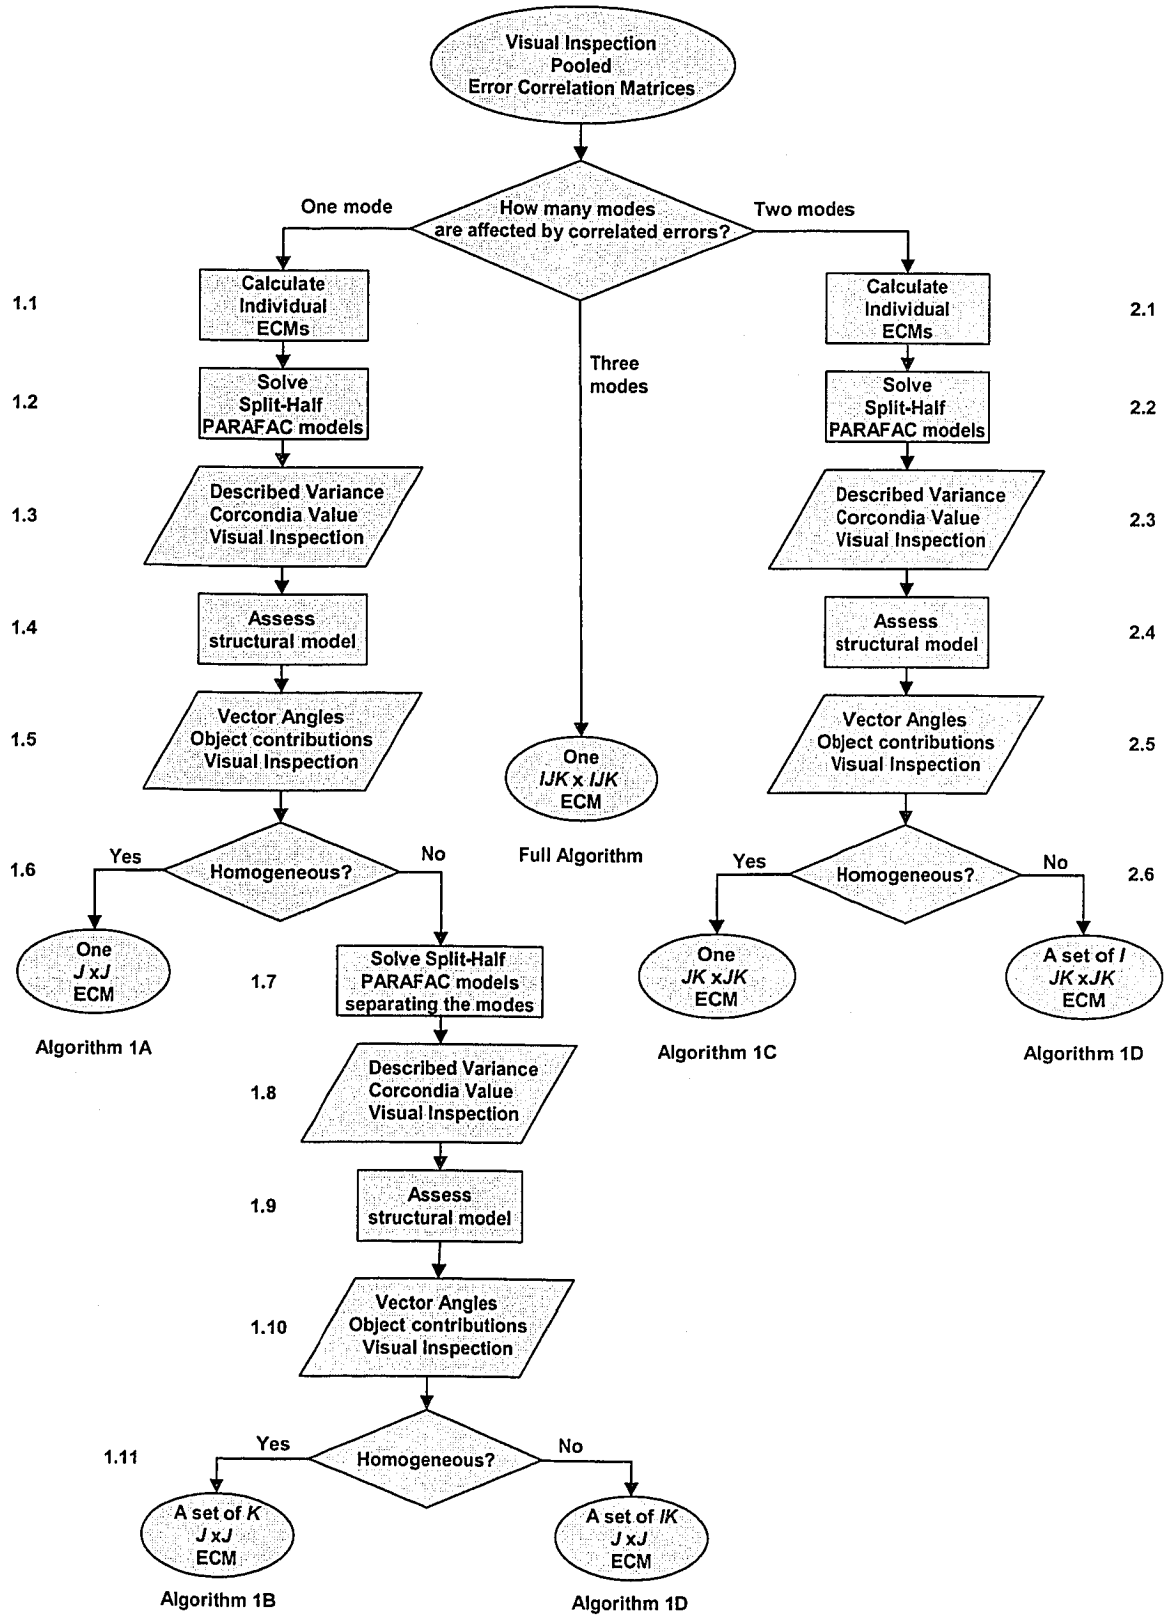 Visual Inspection
Pooled
Error Correlation Matrices
How many modes
are affected by correlated errors?
One mode
Two modes
Three
modes
1.1
Calculate
Individual
ECMs
1.2
Solve
Split-Half
PARAFAC models
1.3
Described Variance
Corcondia Value
Visual Inspection
1.4
Assess
structural model
1.5
Vector Angles
Object contributions
Visual Inspection
1.6
Homogeneous?
Yes
No
One
J xJ
ECM
Algorithm 1A
1.7
Solve Split-Half
PARAFAC models
separating the modes
1.8
Described Variance
Corcondia Value
Visual Inspection
1.9
Assess
structural model
1.10
Vector Angles
Object contributions
Visual Inspection
1.11
Homogeneous?
Yes
No
A set of K
J xJ
ECM
Algorithm 1B
A set of IK
J xJ
ECM
Algorithm 1D
One
IJK x IJK
ECM
Full Algorithm
Calculate
Individual
ECMs
2.1
Solve
Split-Half
PARAFAC models
2.2
Described Variance
Corcondia Value
Visual Inspection
2.3
Assess
structural model
2.4
Vector Angles
Object contributions
Visual Inspection
2.5
Homogeneous?
Yes
No
2.6
One
JK xJK
ECM
Algorithm 1C
A set of I
JK xJK
ECM
Algorithm 1D